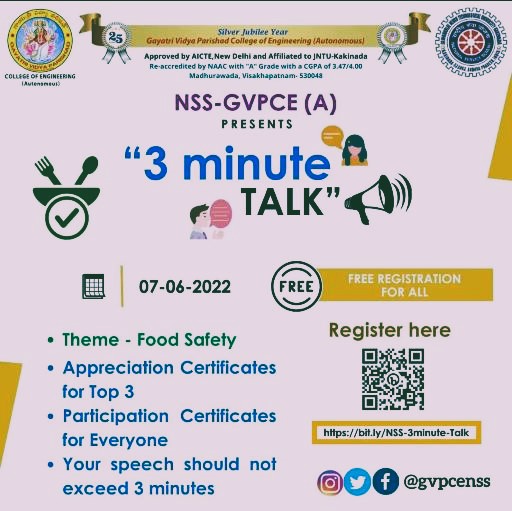 Silver Jubilee Year
25
Gayatri Vidya Parishad College of Engineering (Autonomous)
Approved by AICTE,New Delhi and Affiliated to JNTU-Kakinada
Re-accredited by NAAC with "A" Grade with a CGPA of 3.47/4.00
Madhurawada, Visakhapatnam- 530048
COLLEGE OF ENGINEERING
(Autonomous)
NSS-GVPCE (A)
PRESENTS
"3 minute
TALK"
07-06-2022
FREE
FREE REGISTRATION
FOR ALL
• Theme - Food Safety
• Appreciation Certificates
for Top 3
• Participation Certificates
for Everyone
• Your speech should not
exceed 3 minutes
Register here
https://bit.ly/NSS-3minute-Talk
@gvpcenss